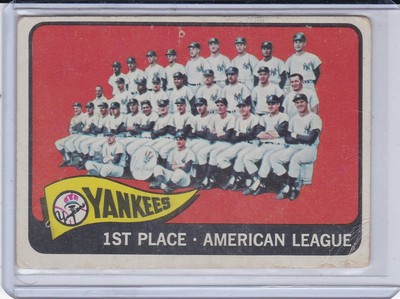 YANKEES
1ST PLACE · AMERICAN LEAGUE